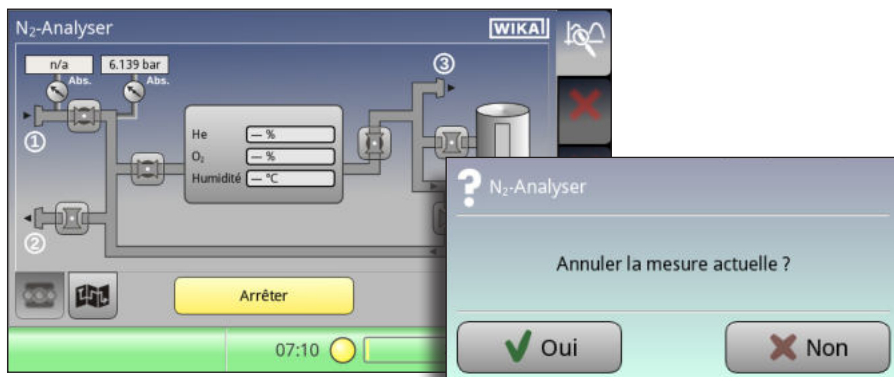 N₂-Analyser
WIKA
n/a
6.139 bar
Abs.
Abs.
③
①
He
— %
O₂
— %
Humidité
— °C
②
Arrêter
07:10
N₂-Analyser
Annuler la mesure actuelle ?
Oui
Non